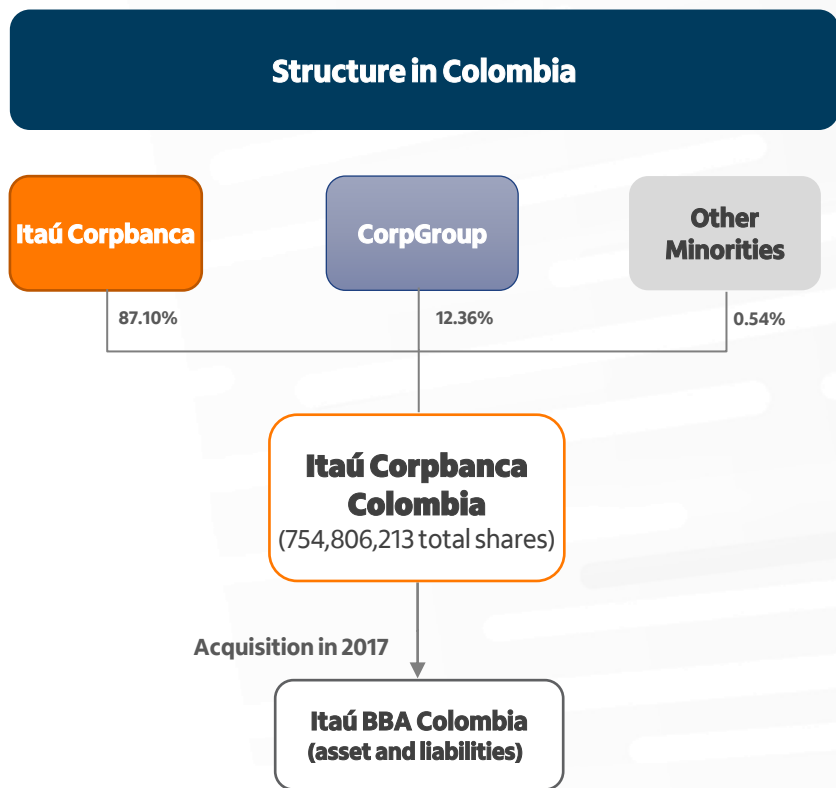 Structure in Colombia
Itaú Corpbanca
CorpGroup
Other
Minorities
87.10%
12.36%
0.54%
Itaú Corpbanca
Colombia
(754,806,213 total shares)
Acquisition in 2017
Itaú BBA Colombia
(asset and liabilities)